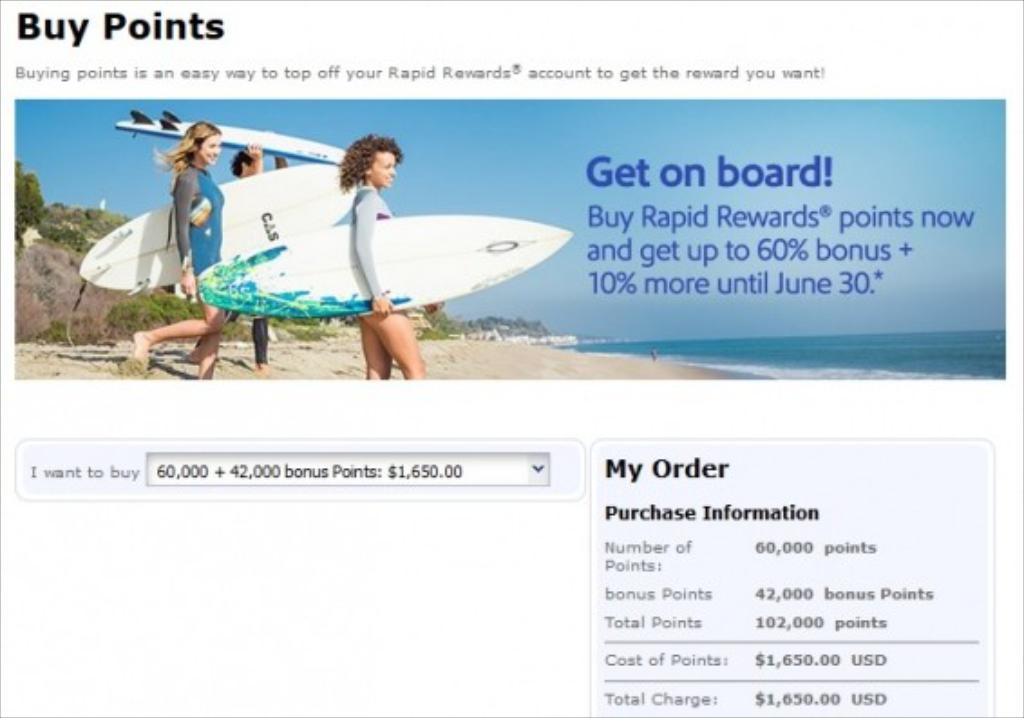 Buy Points
Buying points is an easy way to top off your Rapid Rewards® account to get the reward you want!
CAS
Get on board!
Buy Rapid Rewards® points now
and get up to 60% bonus +
10% more until June 30.*
I want to buy 60,000 + 42,000 bonus Points: $1,650.00
My Order
Purchase Information
Number of Points: 60,000 points
bonus Points 42,000 bonus Points
Total Points 102,000 points
Cost of Points: $1,650.00 USD
Total Charge: $1,650.00 USD